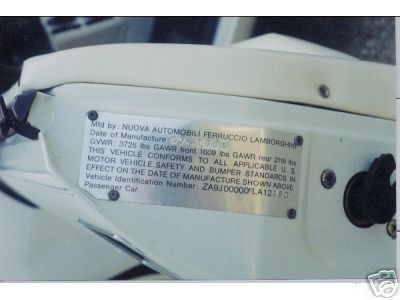 Mfd by: NUOVA AUTOMOBILI FERRUCCIO LAMBORGHINI
Date of Manufacture:
GVWR: 3725 lbs GAWR front 1609 lbs GAWR rear 2116 lbs
THIS VEHICLE CONFORMS TO ALL APPLICABLE U.S.
MOTOR VEHICLE SAFETY AND BUMPER STANDARDS IN
EFFECT ON THE DATE OF MANUFACTURE SHOWN ABOVE
Vehicle Identification Number:
Passenger Car